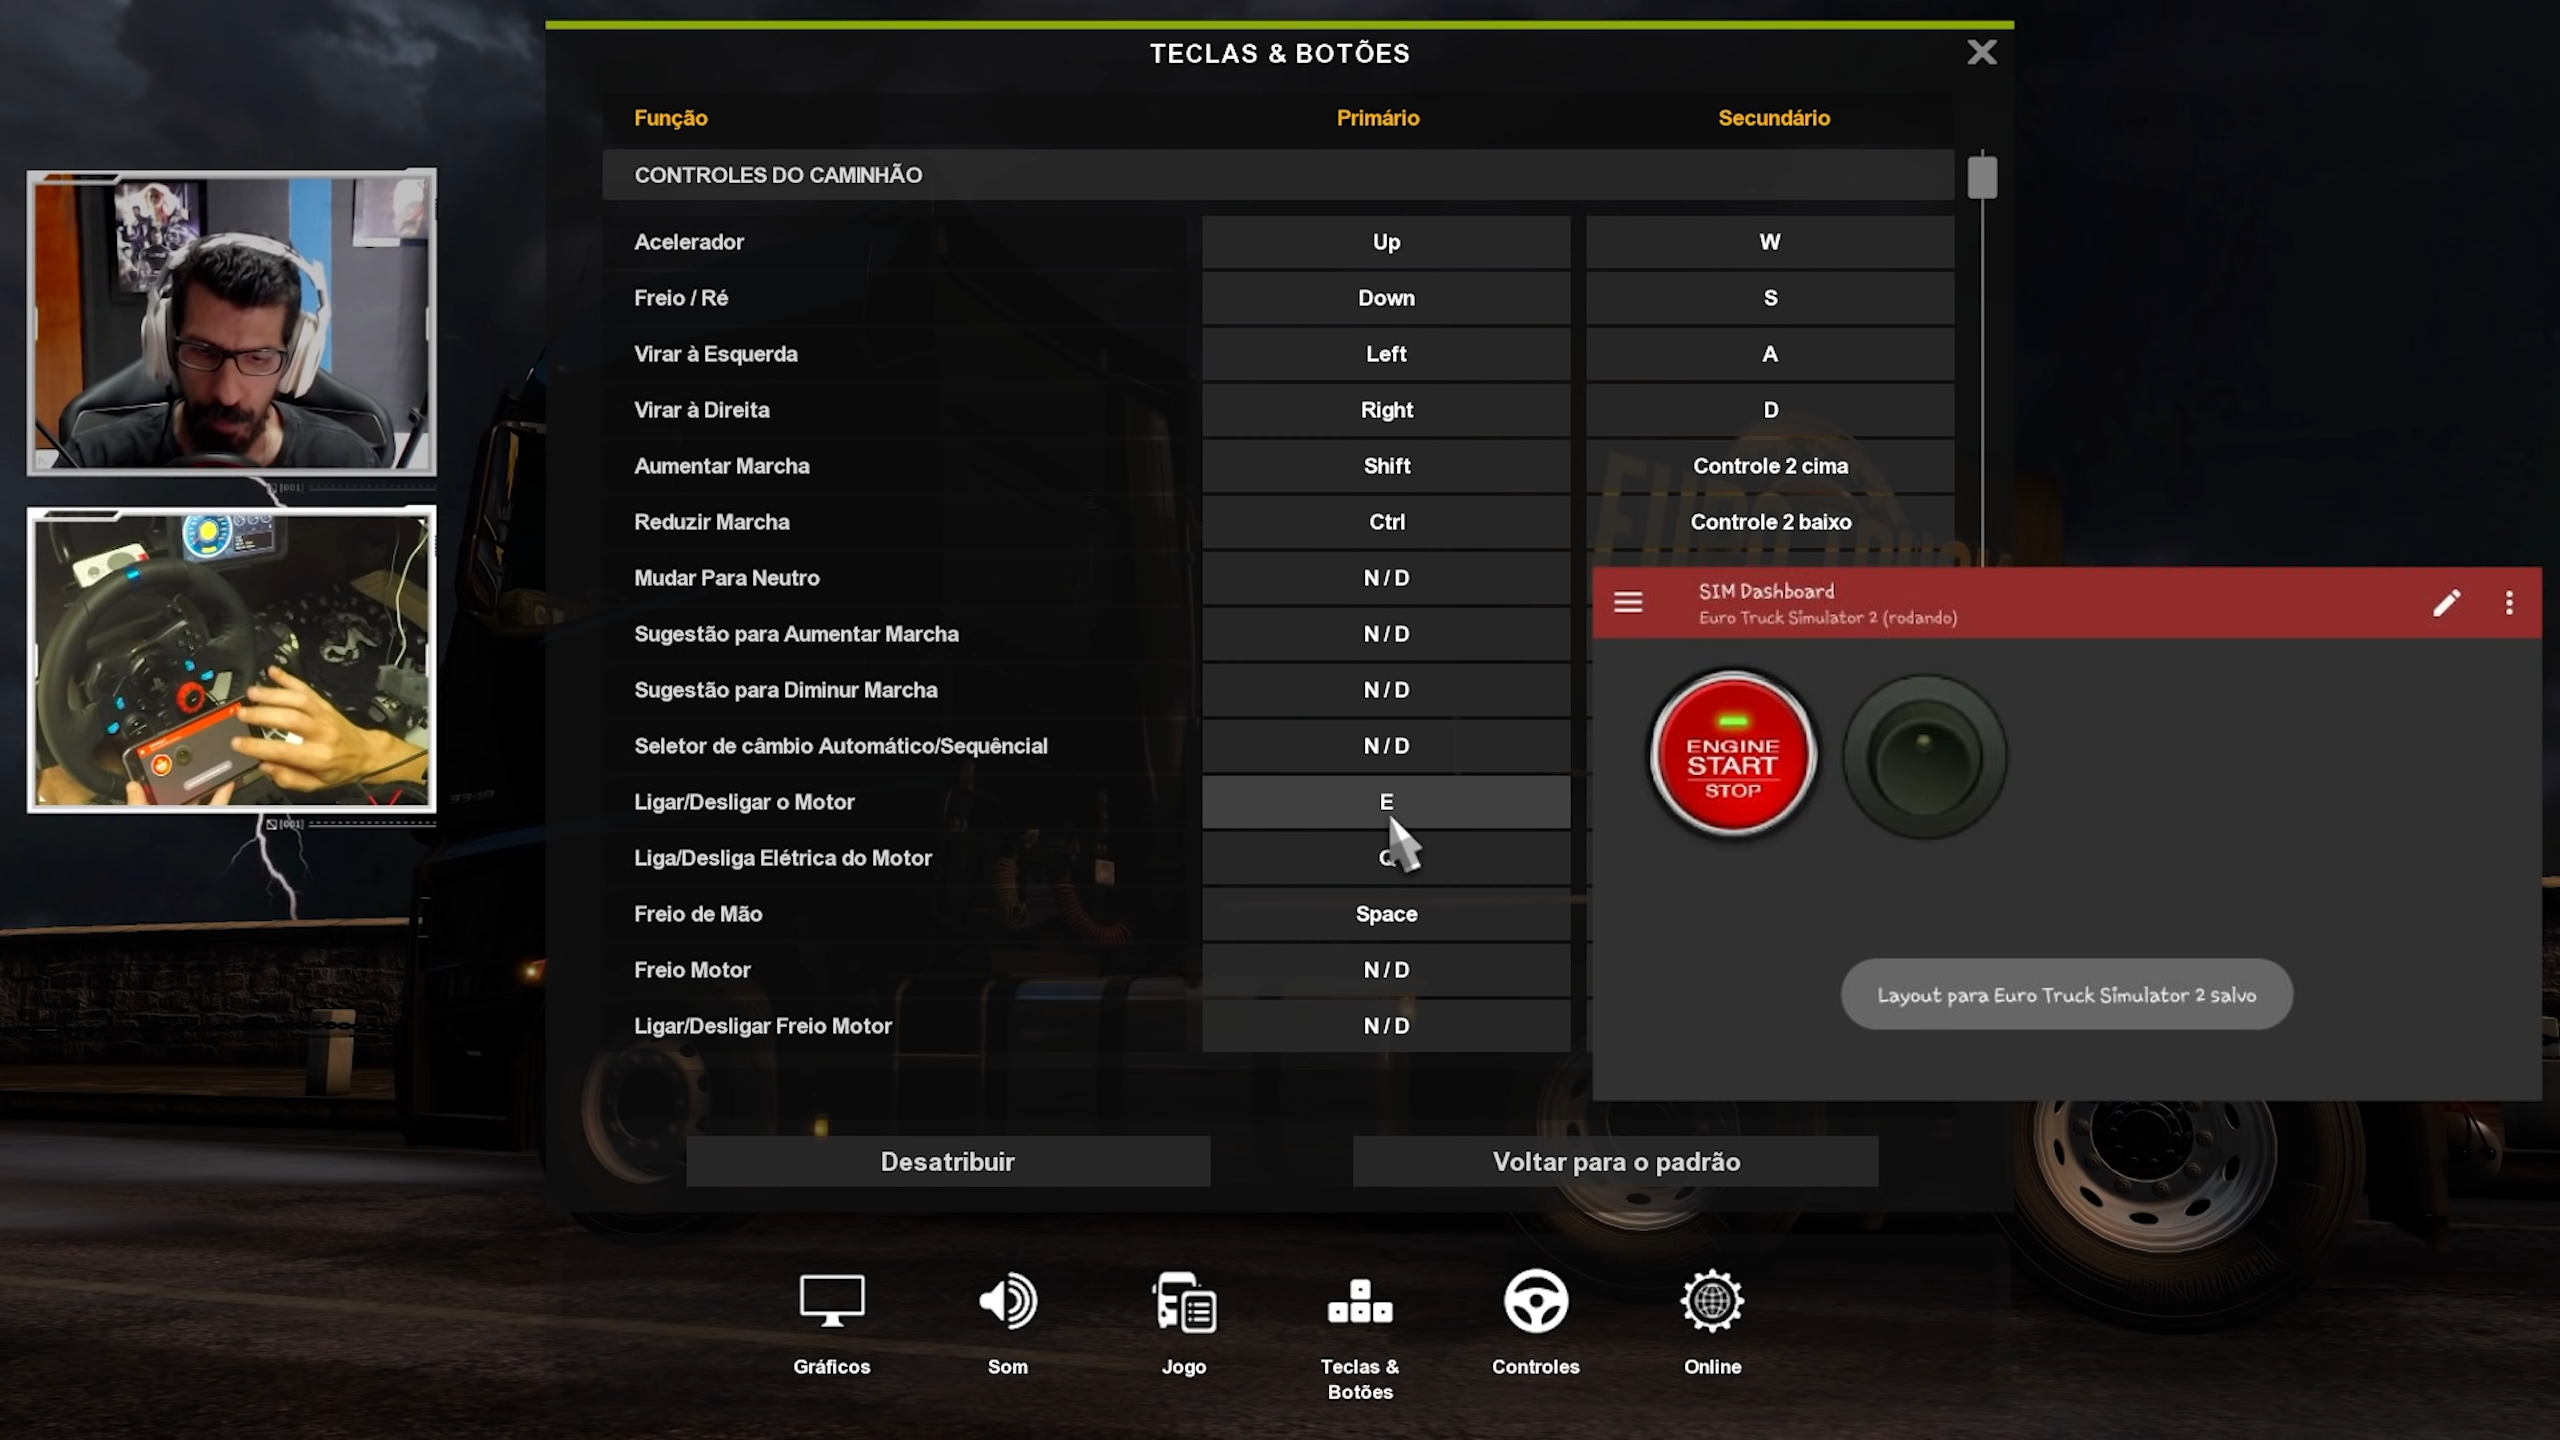 TECLAS & BOTÕES
Função Primário Secundário
CONTROLES DO CAMINHÃO
Acelerador Up W
Freio / Ré Down S
Virar à Esquerda Left A
Virar à Direita Right D
Aumentar Marcha Shift Controle 2 cima
Reduzir Marcha Ctrl Controle 2 baixo
Mudar Para Neutro N / D
Sugestão para Aumentar Marcha N / D
Sugestão para Diminur Marcha N / D
Seletor de câmbio Automático/Sequêncial N / D
Ligar/Desligar o Motor E
Liga/Desliga Elétrica do Motor Q
Freio de Mão Space
Freio Motor N / D
Ligar/Desligar Freio Motor N / D
Desatribuir Voltar para o padrão
Gráficos Som Jogo Teclas & Botões Controles Online
SIM Dashboard
Euro Truck Simulator 2 (rodando)
ENGINE
START
STOP
Layout para Euro Truck Simulator 2 salvo
[001]
[001]